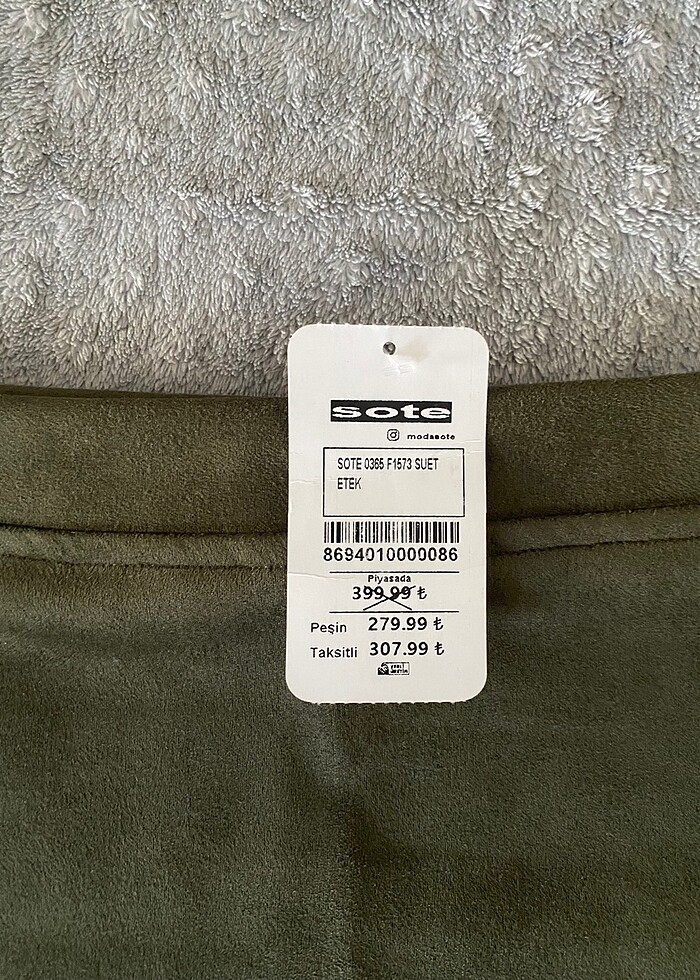 sote
modasote
SOTE 0365 F1573 SUET
ETEK
8694010000086
Piyasada
399.99 ₺
Peşin 279.99 ₺
Taksitli 307.99 ₺